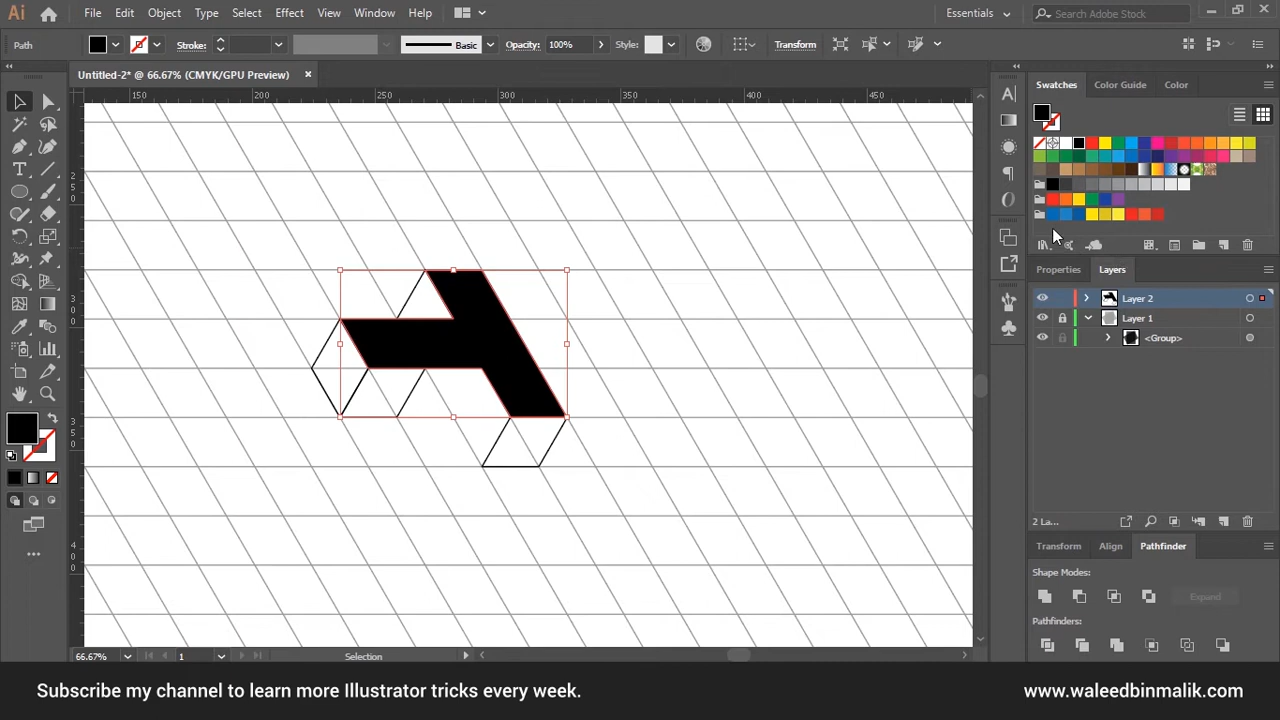 Ai File Edit Object Type Select Effect View Window Help Essentials Search Adobe Stock
Path Stroke: Basic Opacity: 100% Style: Transform
Untitled-2* @ 66.67% (CMYK/GPU Preview) ×
150 200 250 300 350 400 450
Swatches Color Guide Color
Properties Layers
Layer 2
Layer 1
<Group>
2 La...
Transform Align Pathfinder
Shape Modes:
Expand
Pathfinders:
66.67% 1 Selection
Subscribe my channel to learn more Illustrator tricks every week. www.waleedbinmalik.com